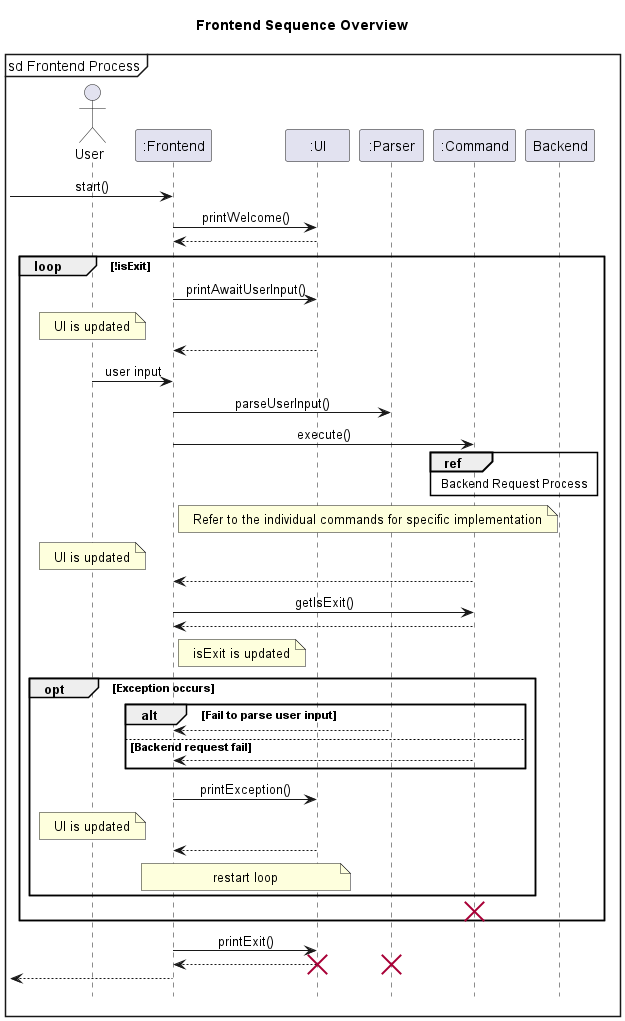 Frontend Sequence Overview
sd Frontend Process
User
:Frontend
:UI
:Parser
:Command
Backend
start()
printWelcome()
loop
[!isExit]
printAwaitUserInput()
UI is updated
user input
parseUserInput()
execute()
ref
Backend Request Process
Refer to the individual commands for specific implementation
UI is updated
getIsExit()
isExit is updated
opt
[Exception occurs]
alt
[Fail to parse user input]
[Backend request fail]
printException()
UI is updated
restart loop
printExit()